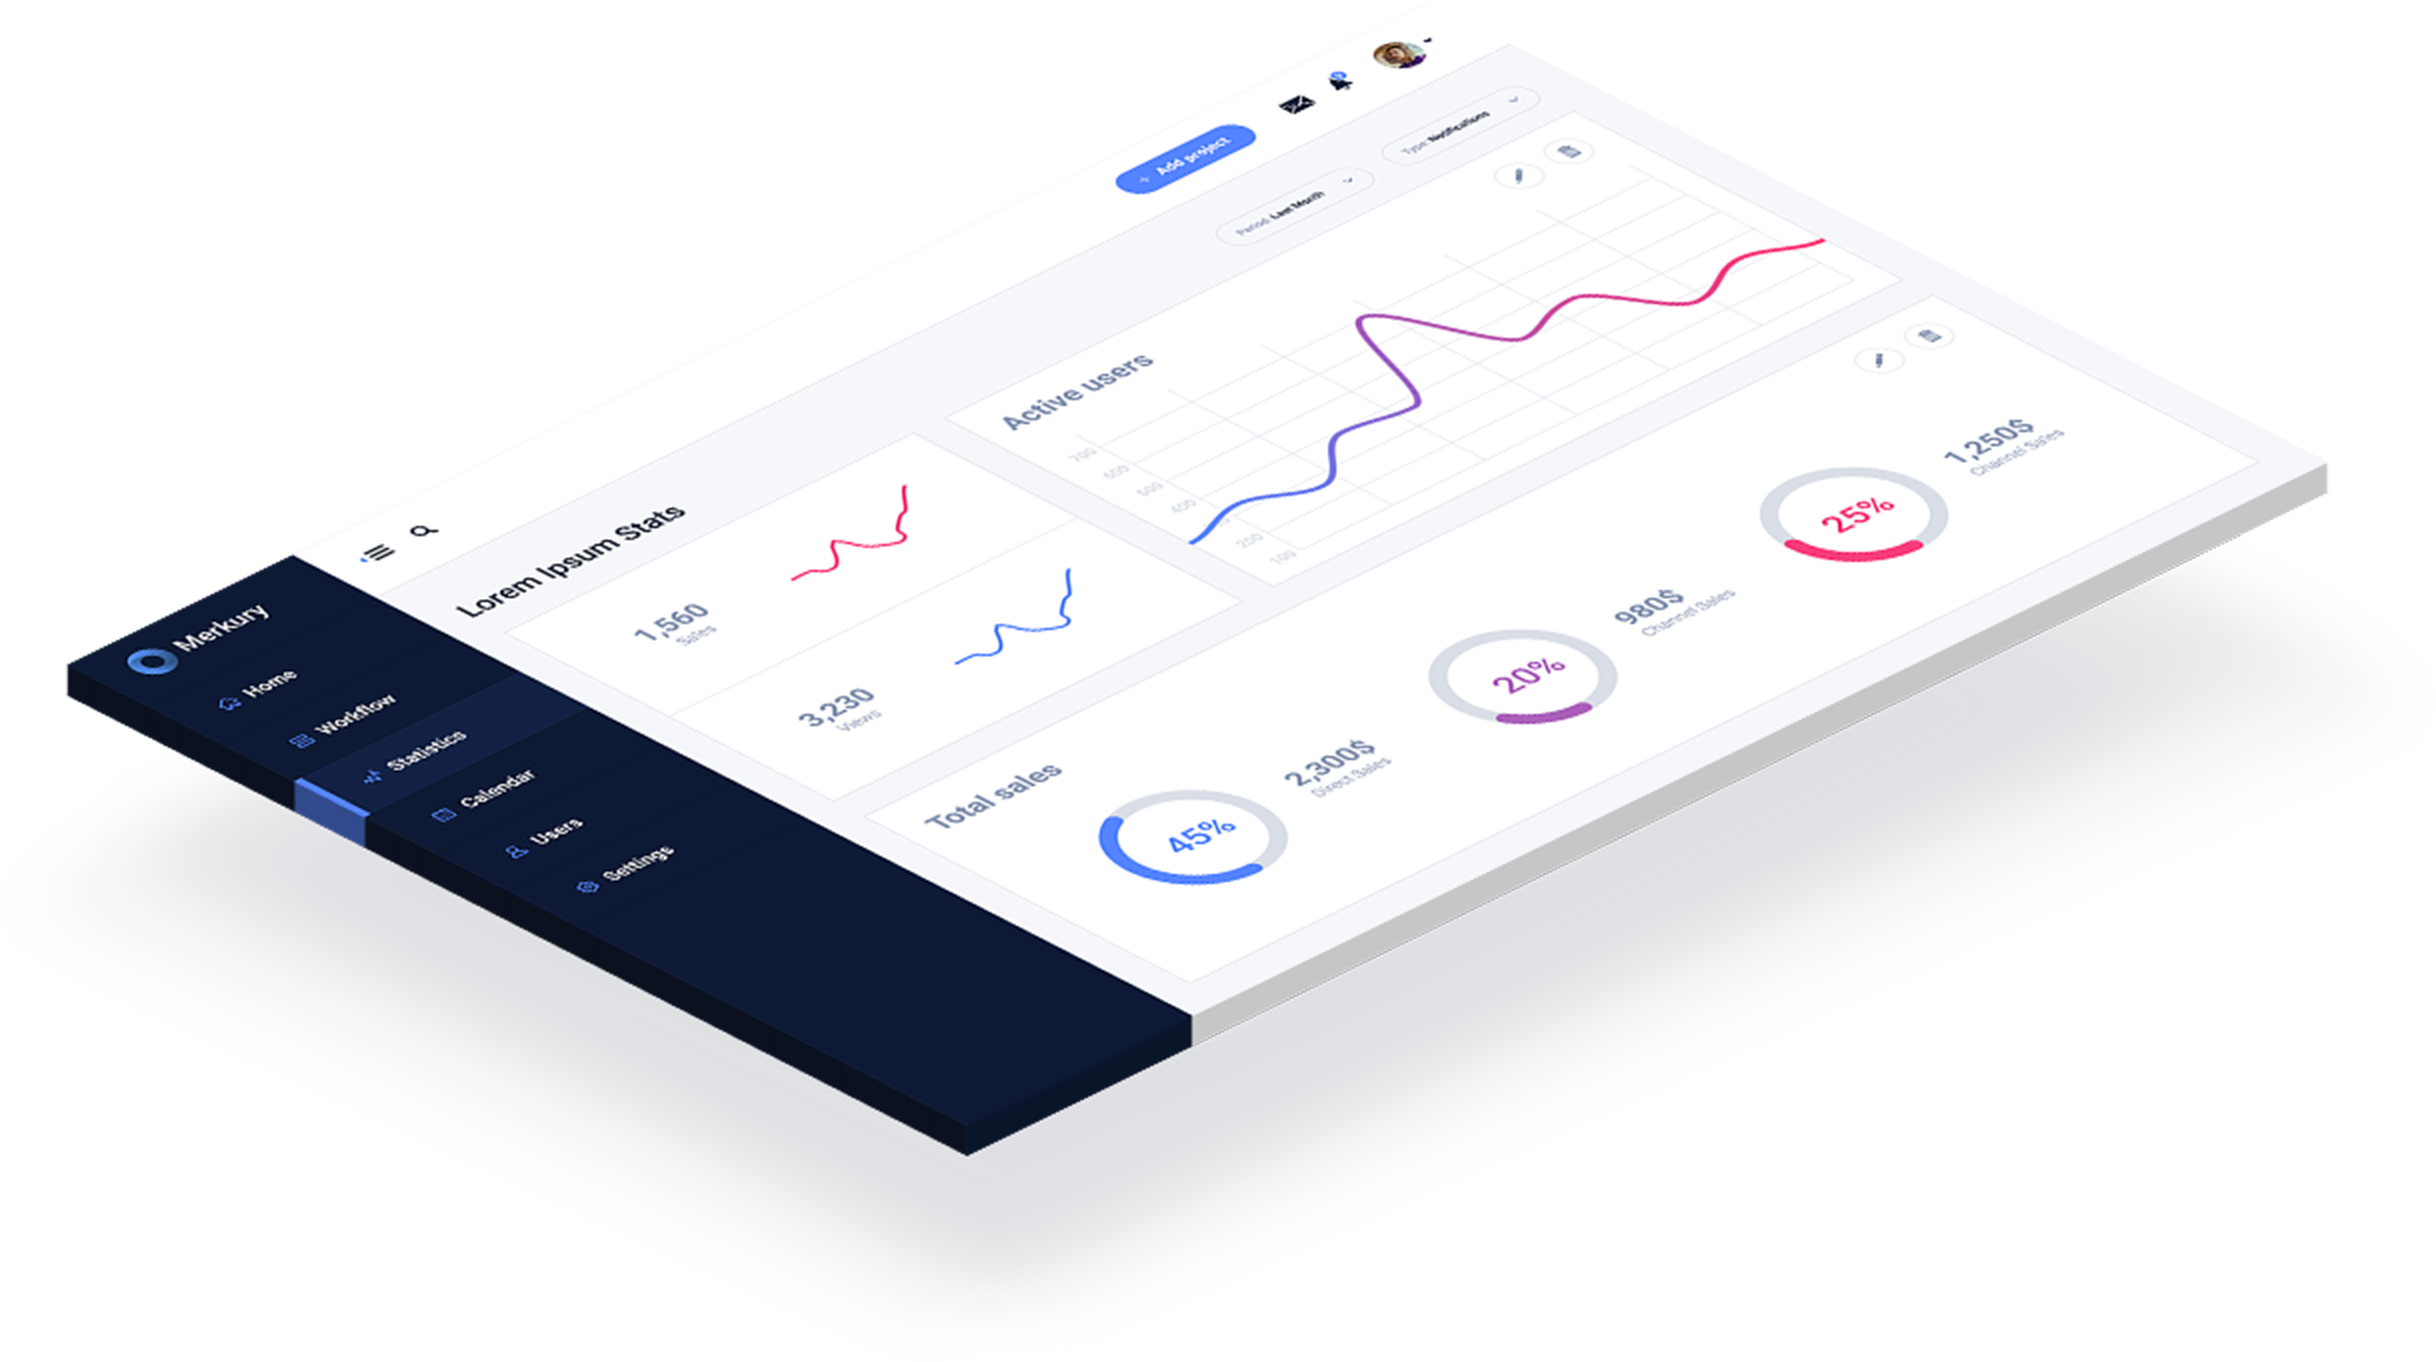 Merkury
Home
Workflow
Statistics
Calendar
Users
Settings
+ Add project
Lorem Ipsum Stats
Period: Last Month
Type: Notifications
1,560
Sales
3,230
Views
Active users
700
600
500
400
200
100
Total sales
45%
2,300$
Direct Sales
20%
980$
Channel Sales
25%
1,250$
Channel Sales